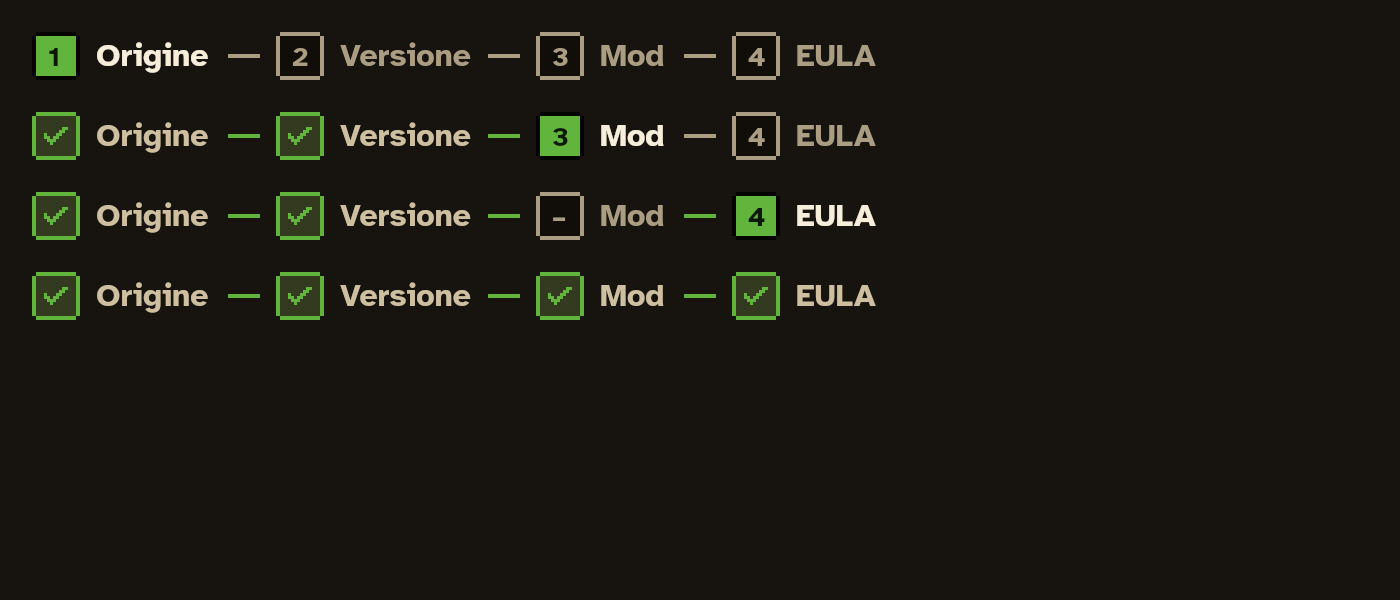 1 Origine — 2 Versione — 3 Mod — 4 EULA
✓ Origine — ✓ Versione — 3 Mod — 4 EULA
✓ Origine — ✓ Versione — – Mod — 4 EULA
✓ Origine — ✓ Versione — ✓ Mod — ✓ EULA